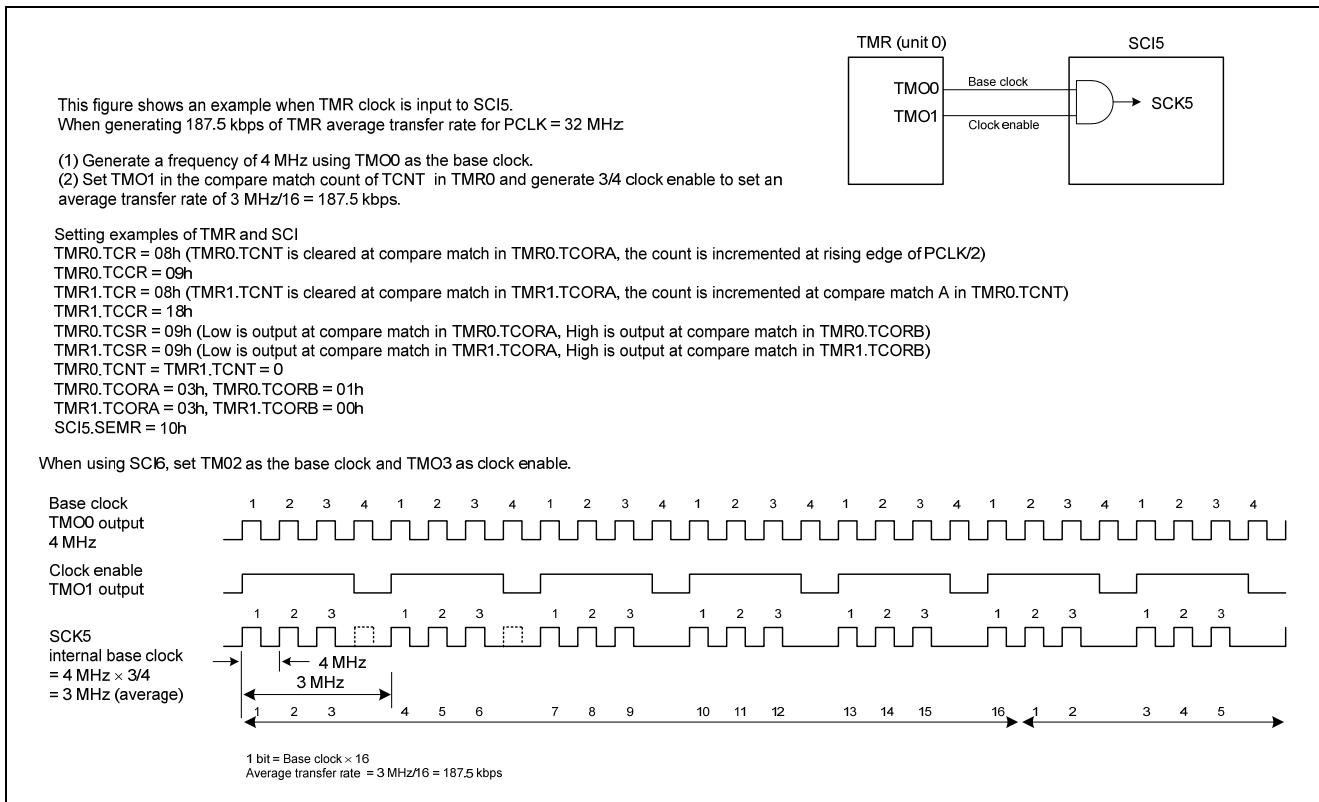 TMR (unit 0) SCI5
TMO0 Base clock
TMO1 Clock enable
SCK5
This figure shows an example when TMR clock is input to SCI5.
When generating 187.5 kbps of TMR average transfer rate for PCLK = 32 MHz:
(1) Generate a frequency of 4 MHz using TMO0 as the base clock.
(2) Set TMO1 in the compare match count of TCNT in TMR0 and generate 3/4 clock enable to set an
average transfer rate of 3 MHz/16 = 187.5 kbps.
Setting examples of TMR and SCI
TMR0.TCR = 08h (TMR0.TCNT is cleared at compare match in TMR0.TCORA, the count is incremented at rising edge of PCLK/2)
TMR0.TCCR = 09h
TMR1.TCR = 08h (TMR1.TCNT is cleared at compare match in TMR1.TCORA, the count is incremented at compare match A in TMR0.TCNT)
TMR1.TCCR = 18h
TMR0.TCSR = 09h (Low is output at compare match in TMR0.TCORA, High is output at compare match in TMR0.TCORB)
TMR1.TCSR = 09h (Low is output at compare match in TMR1.TCORA, High is output at compare match in TMR1.TCORB)
TMR0.TCNT = TMR1.TCNT = 0
TMR0.TCORA = 03h, TMR0.TCORB = 01h
TMR1.TCORA = 03h, TMR1.TCORB = 00h
SCI5.SEMR = 10h
When using SCI6, set TM02 as the base clock and TMO3 as clock enable.
Base clock 1 2 3 4 1 2 3 4 1 2 3 4 1 2 3 4 1 2 3 4 1 2 3 4 1 2 3 4
TMO0 output
4 MHz
Clock enable
TMO1 output
1 2 3 1 2 3 1 2 3 1 2 3 1 2 3 1 2 3 1 2 3
SCK5
internal base clock
4 MHz
= 4 MHz × 3/4
3 MHz
= 3 MHz (average)
1 2 3 4 5 6 7 8 9 10 11 12 13 14 15 16 1 2 3 4 5
1 bit = Base clock × 16
Average transfer rate = 3 MHz/16 = 187.5 kbps